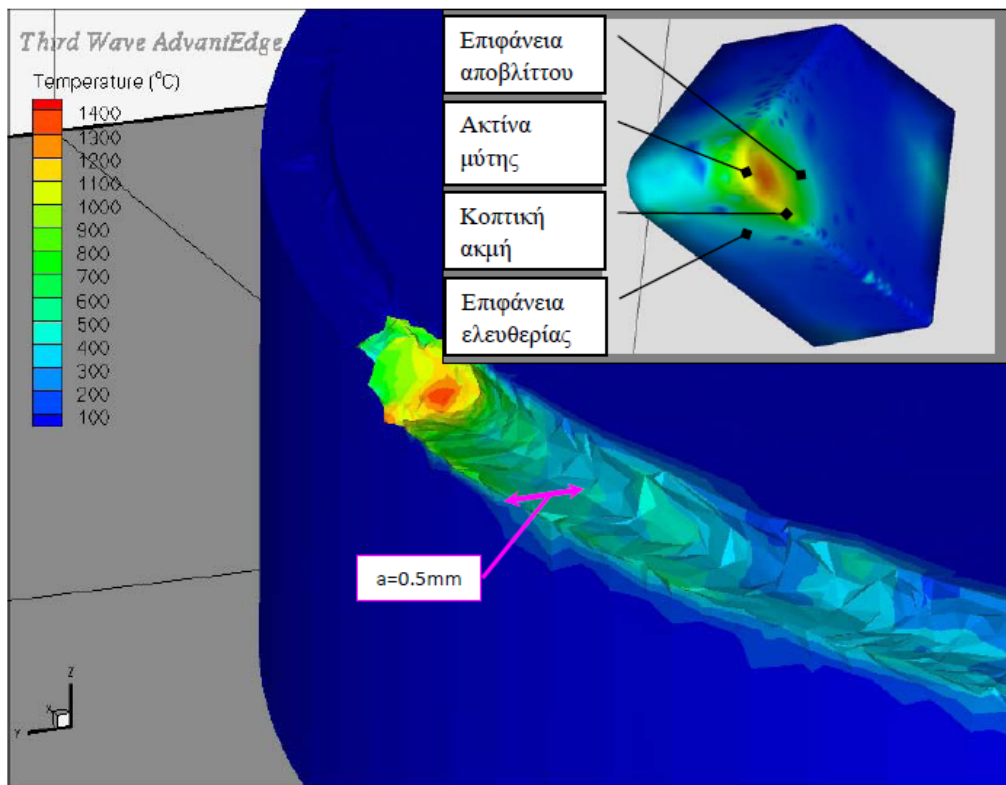 Third Wave AdvantEdge
Temperature (°C)
1400
1300
1200
1100
1000
900
800
700
600
500
400
300
200
100
Επιφάνεια
αποβλίττου
Ακτίνα
μύτης
Κοπτική
ακμή
Επιφάνεια
ελευθερίας
a=0.5mm
Z
X
Y